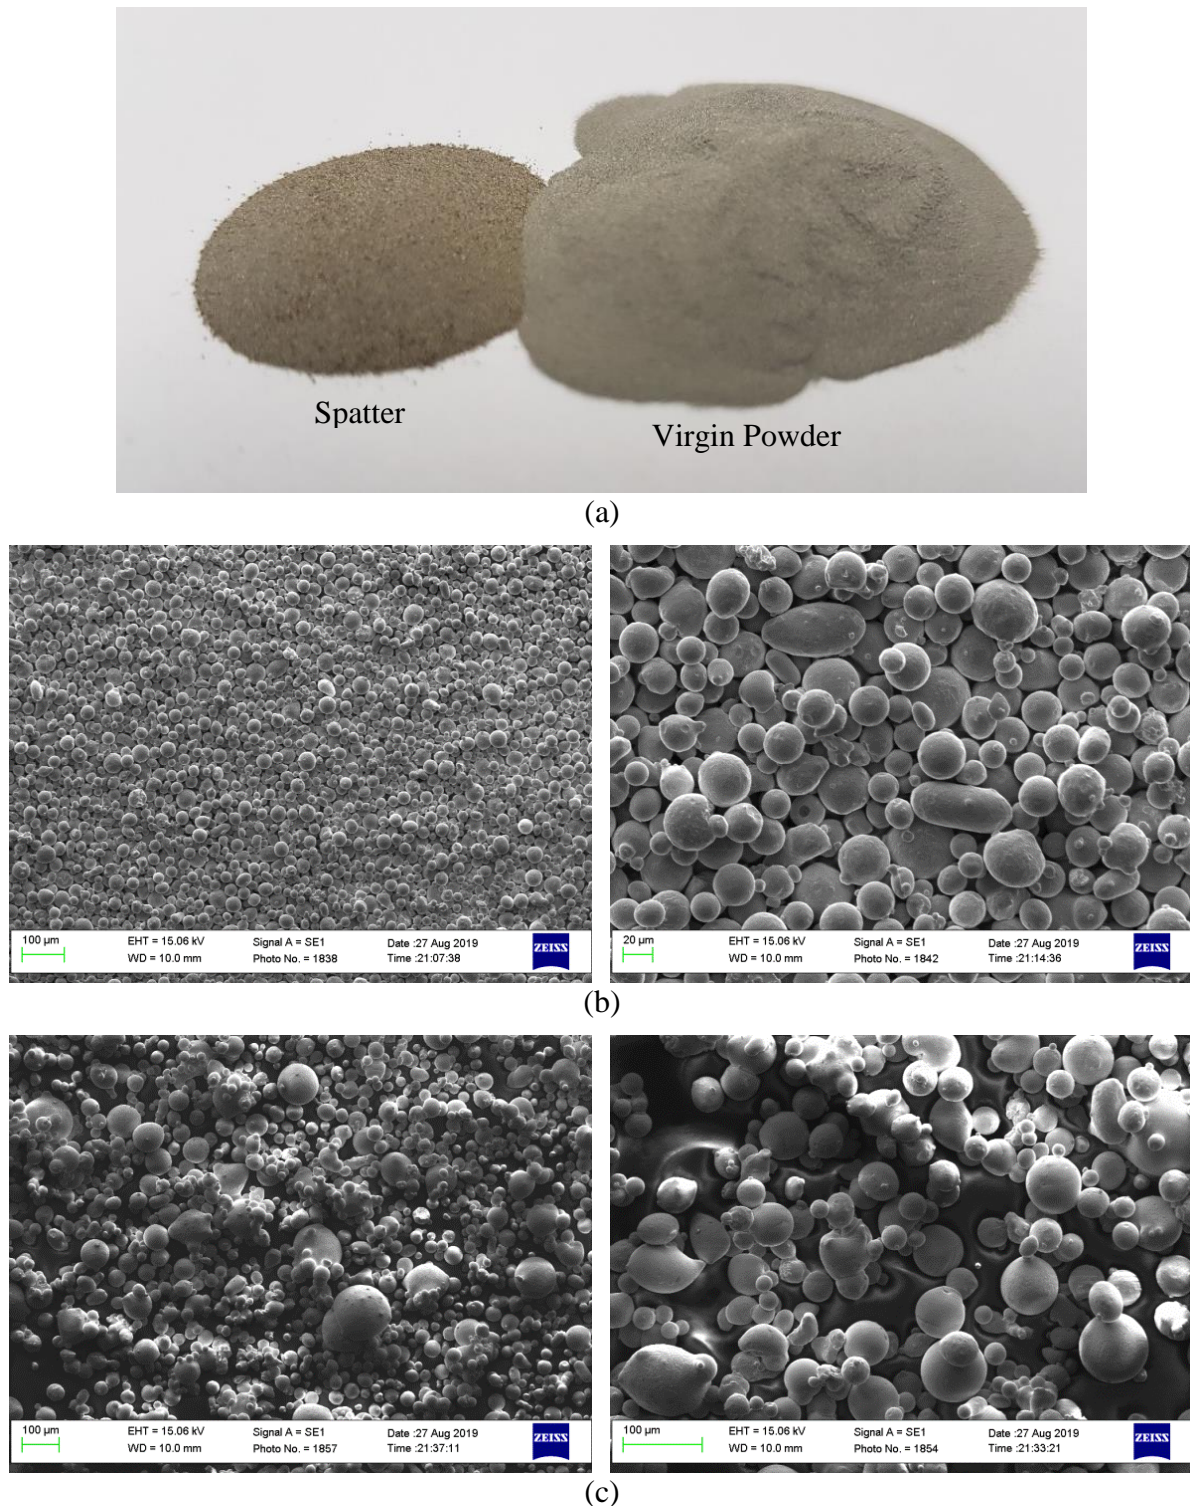 Spatter
Virgin Powder
(a)
100 µm
EHT = 15.06 kV
WD = 10.0 mm
Signal A = SE1
Photo No. = 1838
Date :27 Aug 2019
Time :21:07:38
ZEISS
20 µm
EHT = 15.06 kV
WD = 10.0 mm
Signal A = SE1
Photo No. = 1842
Date :27 Aug 2019
Time :21:14:36
ZEISS
(b)
100 µm
EHT = 15.06 kV
WD = 10.0 mm
Signal A = SE1
Photo No. = 1857
Date :27 Aug 2019
Time :21:37:11
ZEISS
100 µm
EHT = 15.06 kV
WD = 10.0 mm
Signal A = SE1
Photo No. = 1854
Date :27 Aug 2019
Time :21:33:21
ZEISS
(c)